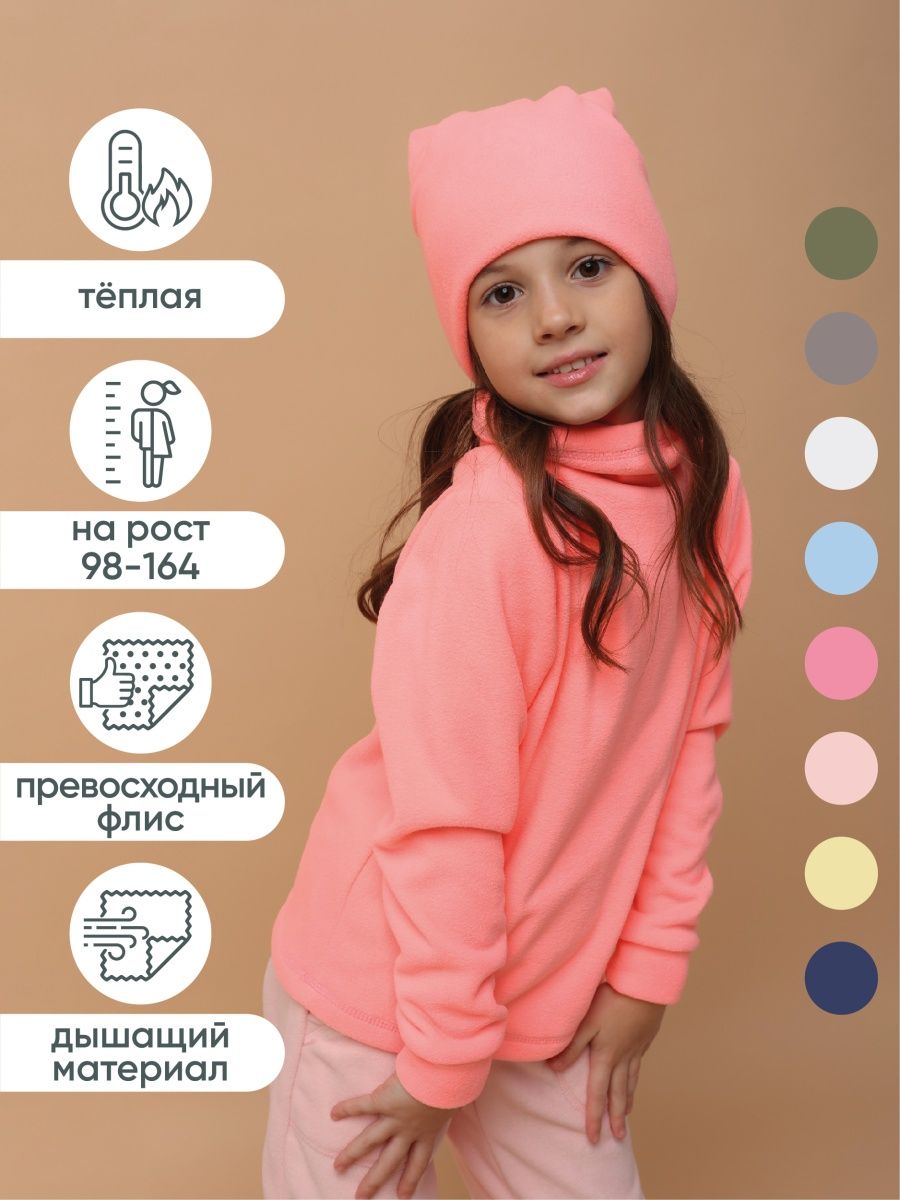 тёплая
на рост
98-164
превосходный
флис
дышащий
материал